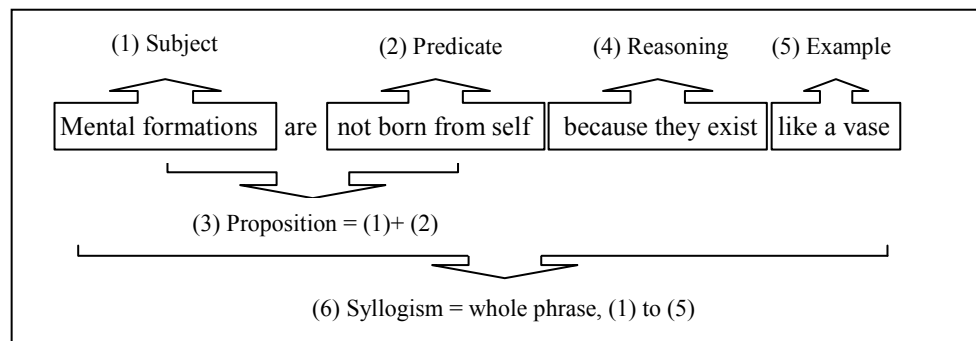 (1) Subject (2) Predicate (4) Reasoning (5) Example
Mental formations are not born from self because they exist like a vase
(3) Proposition = (1)+ (2)
(6) Syllogism = whole phrase, (1) to (5)